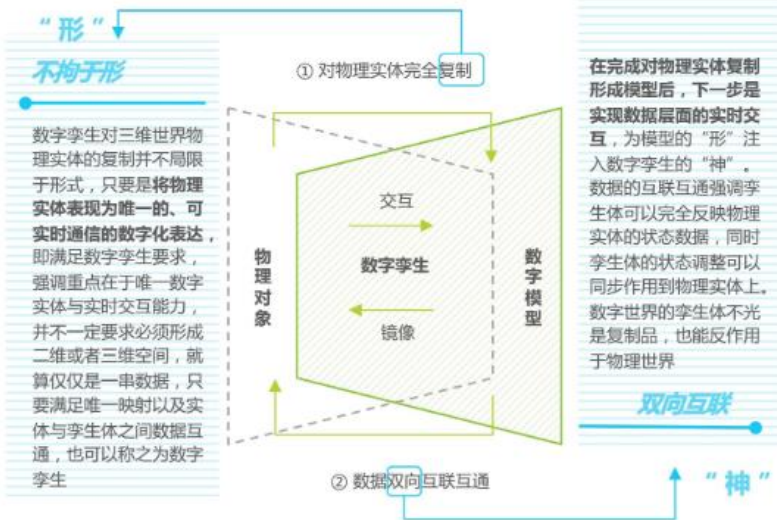 “形”
不拘于形
数字孪生对三维世界物
理实体的复制并不局限
于形式，只要是将物理
实体表现为唯一的、可
实时通信的数字化表达，
即满足数字孪生要求，
强调重点在于唯一数字
实体与实时交互能力，
并不一定要求必须形成
二维或者三维空间，就
算仅仅是一串数据，只
要满足唯一映射以及实
体与孪生体之间数据互
通，也可以称之为数字
孪生
① 对物理实体完全复制
物理对象
交互
数字孪生
镜像
数字模型
② 数据双向互联互通
在完成对物理实体复制
形成模型后，下一步是
实现数据层面的实时交
互，为模型的“形”注
入数字孪生的“神”。
数据的互联互通强调孪
生体可以完全反映物理
实体的状态数据，同时
孪生体的状态调整可以
同步作用到物理实体上。
数字世界的孪生体不光
是复制品，也能反作用
于物理世界
双向互联
“神”